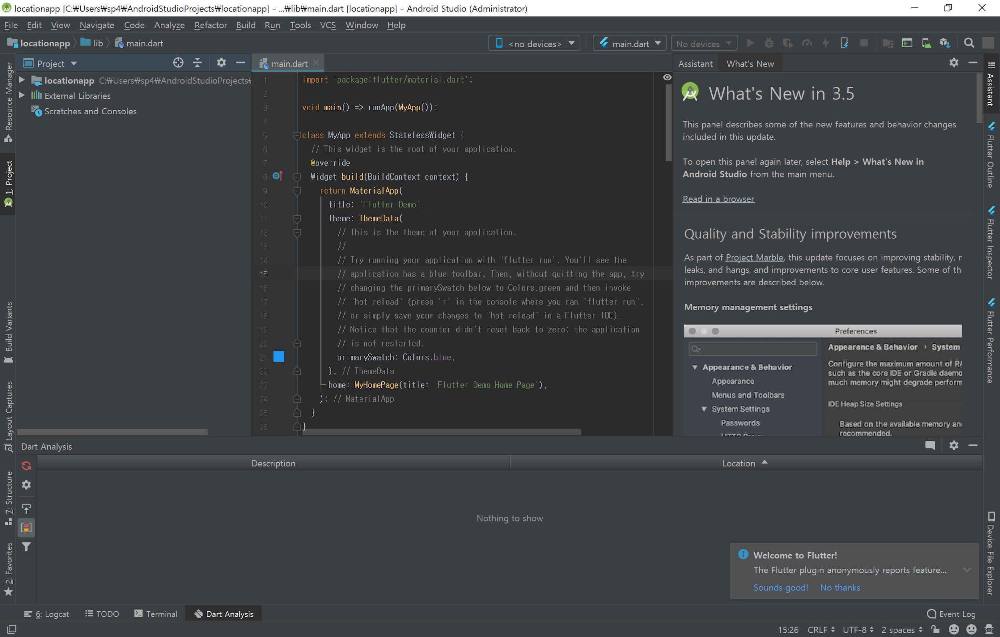 locationapp [C:₩Users₩sp4₩AndroidStudioProjects₩locationapp] - ...₩lib₩main.dart [locationapp] - Android Studio (Administrator)
File Edit View Navigate Code Analyze Refactor Build Run Tools VCS Window Help
locationapp lib main.dart <no devices> main.dart No devices
Project
locationapp C:₩Users₩sp4₩AndroidStudioProjects₩
External Libraries
Scratches and Consoles
Resource Manager
1: Project
Build Variants
Layout Captures
7: Structure
2: Favorites
main.dart
1 import 'package:flutter/material.dart';
2
3 void main() => runApp(MyApp());
4
5 class MyApp extends StatelessWidget {
6 // This widget is the root of your application.
7 @override
8 Widget build(BuildContext context) {
9 return MaterialApp(
10 title: 'Flutter Demo',
11 theme: ThemeData(
12 // This is the theme of your application.
13 //
14 // Try running your application with "flutter run". You'll see the
15 // application has a blue toolbar. Then, without quitting the app, try
16 // changing the primarySwatch below to Colors.green and then invoke
17 // "hot reload" (press "r" in the console where you ran "flutter run",
18 // or simply save your changes to "hot reload" in a Flutter IDE).
19 // Notice that the counter didn't reset back to zero; the application
20 // is not restarted.
21 primarySwatch: Colors.blue,
22 ), // ThemeData
23 home: MyHomePage(title: 'Flutter Demo Home Page'),
24 ); // MaterialApp
25 }
26 }
Assistant What's New
What's New in 3.5
This panel describes some of the new features and behavior changes
included in this update.
To open this panel again later, select Help > What's New in
Android Studio from the main menu.
Read in a browser
Quality and Stability improvements
As part of Project Marble, this update focuses on improving stability,
leaks, and hangs, and improvements to core user features. Some of th
improvements are described below.
Memory management settings
Preferences
Appearance & Behavior
Appearance
Menus and Toolbars
System Settings
Passwords
Appearance & Behavior › System
Configure the maximum amount of RA
such as the core IDE or Gradle daemo
much memory might degrade perform
IDE Heap Size Settings
Based on the available memory an
recommended.
Assistant
Flutter Outline
Flutter Inspector
Flutter Performance
Device File Explorer
Dart Analysis
Description Location
Nothing to show
Welcome to Flutter!
The Flutter plugin anonymously reports feature...
Sounds good! No thanks
6: Logcat TODO Terminal Dart Analysis Event Log
15:26 CRLF UTF-8 2 spaces